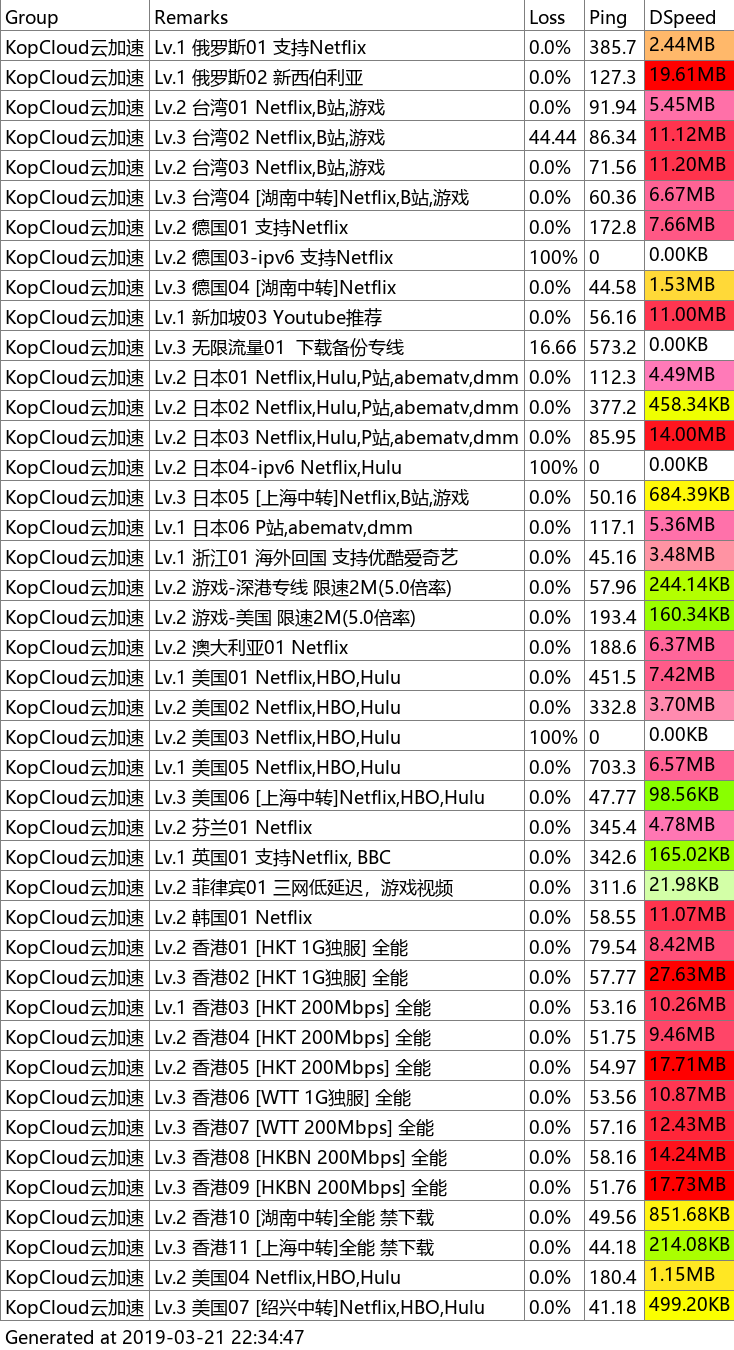 Group Remarks Loss Ping DSpeed
KopCloud云加速 Lv.1 俄罗斯01 支持Netflix 0.0% 385.7 2.44MB
KopCloud云加速 Lv.1 俄罗斯02 新西伯利亚 0.0% 127.3 19.61MB
KopCloud云加速 Lv.2 台湾01 Netflix,B站,游戏 0.0% 91.94 5.45MB
KopCloud云加速 Lv.3 台湾02 Netflix,B站,游戏 44.44 86.34 11.12MB
KopCloud云加速 Lv.2 台湾03 Netflix,B站,游戏 0.0% 71.56 11.20MB
KopCloud云加速 Lv.3 台湾04 [湖南中转]Netflix,B站,游戏 0.0% 60.36 6.67MB
KopCloud云加速 Lv.2 德国01 支持Netflix 0.0% 172.8 7.66MB
KopCloud云加速 Lv.2 德国03-ipv6 支持Netflix 100% 0 0.00KB
KopCloud云加速 Lv.3 德国04 [湖南中转]Netflix 0.0% 44.58 1.53MB
KopCloud云加速 Lv.1 新加坡03 Youtube推荐 0.0% 56.16 11.00MB
KopCloud云加速 Lv.3 无限流量01 下载备份专线 16.66 573.2 0.00KB
KopCloud云加速 Lv.2 日本01 Netflix,Hulu,P站,abematv,dmm 0.0% 112.3 4.49MB
KopCloud云加速 Lv.2 日本02 Netflix,Hulu,P站,abematv,dmm 0.0% 377.2 458.34KB
KopCloud云加速 Lv.2 日本03 Netflix,Hulu,P站,abematv,dmm 0.0% 85.95 14.00MB
KopCloud云加速 Lv.2 日本04-ipv6 Netflix,Hulu 100% 0 0.00KB
KopCloud云加速 Lv.3 日本05 [上海中转]Netflix,B站,游戏 0.0% 50.16 684.39KB
KopCloud云加速 Lv.1 日本06 P站,abematv,dmm 0.0% 117.1 5.36MB
KopCloud云加速 Lv.1 浙江01 海外回国 支持优酷爱奇艺 0.0% 45.16 3.48MB
KopCloud云加速 Lv.2 游戏-深港专线 限速2M(5.0倍率) 0.0% 57.96 244.14KB
KopCloud云加速 Lv.2 游戏-美国 限速2M(5.0倍率) 0.0% 193.4 160.34KB
KopCloud云加速 Lv.2 澳大利亚01 Netflix 0.0% 188.6 6.37MB
KopCloud云加速 Lv.1 美国01 Netflix,HBO,Hulu 0.0% 451.5 7.42MB
KopCloud云加速 Lv.2 美国02 Netflix,HBO,Hulu 0.0% 332.8 3.70MB
KopCloud云加速 Lv.2 美国03 Netflix,HBO,Hulu 100% 0 0.00KB
KopCloud云加速 Lv.1 美国05 Netflix,HBO,Hulu 0.0% 703.3 6.57MB
KopCloud云加速 Lv.3 美国06 [上海中转]Netflix,HBO,Hulu 0.0% 47.77 98.56KB
KopCloud云加速 Lv.2 芬兰01 Netflix 0.0% 345.4 4.78MB
KopCloud云加速 Lv.1 英国01 支持Netflix, BBC 0.0% 342.6 165.02KB
KopCloud云加速 Lv.2 菲律宾01 三网低延迟，游戏视频 0.0% 311.6 21.98KB
KopCloud云加速 Lv.2 韩国01 Netflix 0.0% 58.55 11.07MB
KopCloud云加速 Lv.2 香港01 [HKT 1G独服] 全能 0.0% 79.54 8.42MB
KopCloud云加速 Lv.3 香港02 [HKT 1G独服] 全能 0.0% 57.77 27.63MB
KopCloud云加速 Lv.1 香港03 [HKT 200Mbps] 全能 0.0% 53.16 10.26MB
KopCloud云加速 Lv.2 香港04 [HKT 200Mbps] 全能 0.0% 51.75 9.46MB
KopCloud云加速 Lv.2 香港05 [HKT 200Mbps] 全能 0.0% 54.97 17.71MB
KopCloud云加速 Lv.3 香港06 [WTT 1G独服] 全能 0.0% 53.56 10.87MB
KopCloud云加速 Lv.3 香港07 [WTT 200Mbps] 全能 0.0% 57.16 12.43MB
KopCloud云加速 Lv.3 香港08 [HKBN 200Mbps] 全能 0.0% 58.16 14.24MB
KopCloud云加速 Lv.3 香港09 [HKBN 200Mbps] 全能 0.0% 51.76 17.73MB
KopCloud云加速 Lv.2 香港10 [湖南中转]全能 禁下载 0.0% 49.56 851.68KB
KopCloud云加速 Lv.3 香港11 [上海中转]全能 禁下载 0.0% 44.18 214.08KB
KopCloud云加速 Lv.2 美国04 Netflix,HBO,Hulu 0.0% 180.4 1.15MB
KopCloud云加速 Lv.3 美国07 [绍兴中转]Netflix,HBO,Hulu 0.0% 41.18 499.20KB
Generated at 2019-03-21 22:34:47